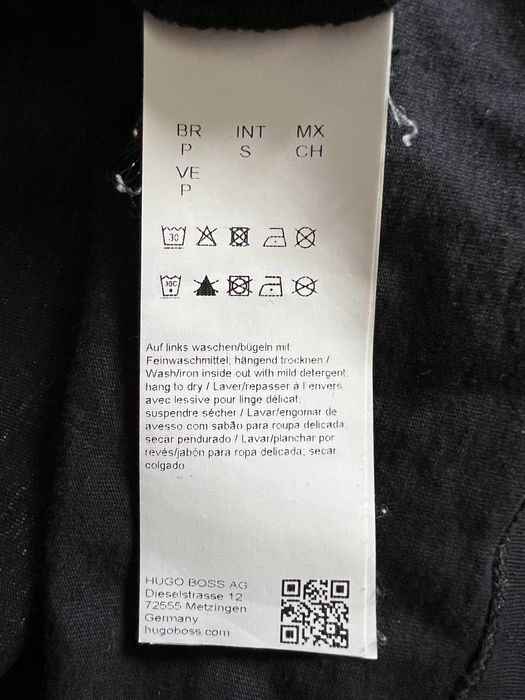 BR INT MX
P S CH
VE
P
30
30C
Auf links waschen/bügeln mit
Feinwaschmittel; hängend trocknen /
Wash/iron inside out with mild detergent;
hang to dry / Laver/repasser à l'envers
avec lessive pour linge délicat;
suspendre sécher / Lavar/engomar de
avesso com sabão para roupa delicada;
secar pendurado / Lavar/planchar por
revés/jabón para ropa delicada; secar
colgado
HUGO BOSS AG
Dieselstrasse 12
72555 Metzingen
Germany
hugoboss.com